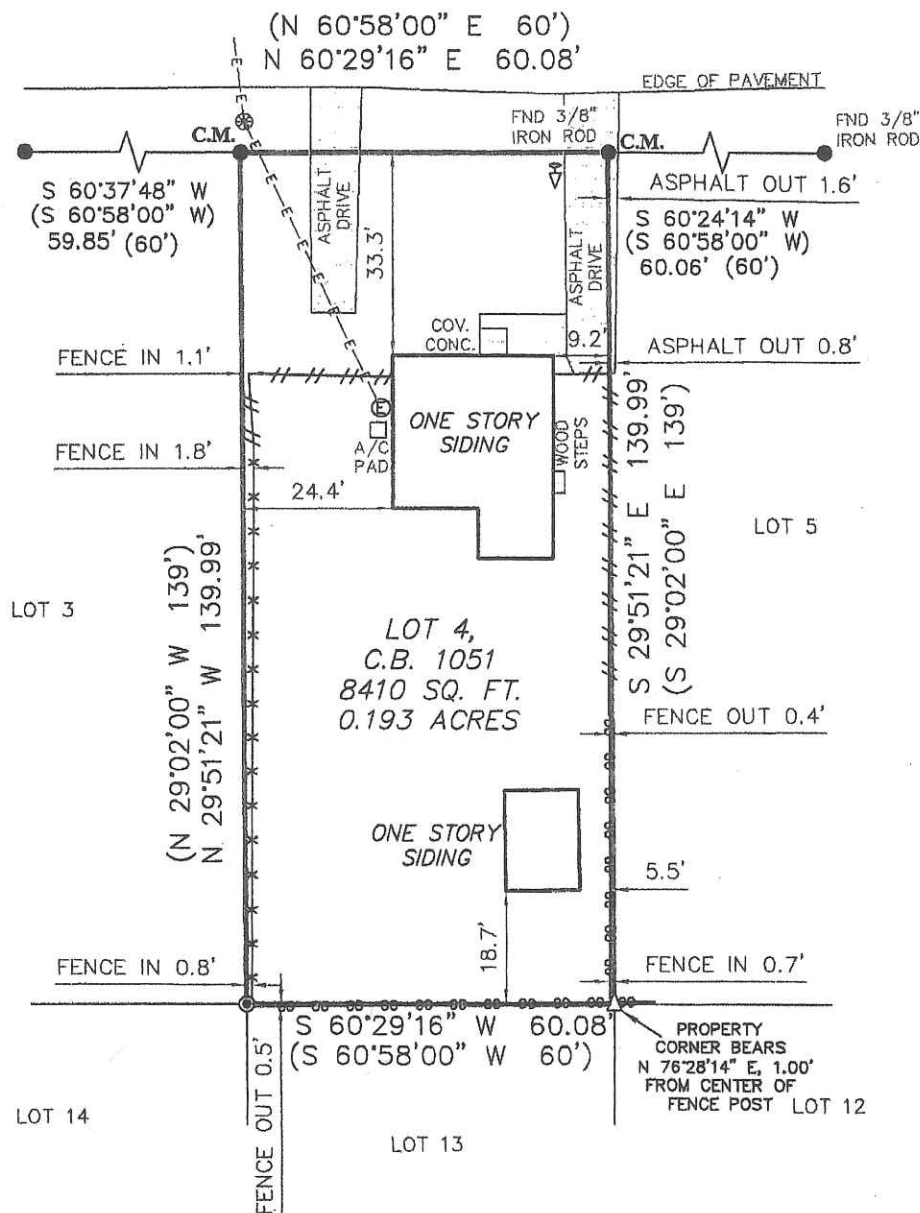 (N 60°58'00" E 60')
N 60°29'16" E 60.08'
EDGE OF PAVEMENT
FND 3/8"
IRON ROD
FND 3/8"
IRON ROD
C.M.
C.M.
S 60°37'48" W
(S 60°58'00" W)
59.85' (60')
ASPHALT
DRIVE
33.3'
ASPHALT
DRIVE
ASPHALT OUT 1.6'
S 60°24'14" W
(S 60°58'00" W)
60.06' (60')
COV.
CONC.
9.2'
ASPHALT OUT 0.8'
FENCE IN 1.1'
E
E
E
E
E
E
E
E
ONE STORY
SIDING
A/C
PAD
WOOD
STEPS
FENCE IN 1.8'
24.4'
S 29°51'21" E 139.99'
(S 29°02'00" E 139')
LOT 5
LOT 3
(N 29°02'00" W 139')
N 29°51'21" W 139.99'
LOT 4,
C.B. 1051
8410 SQ. FT.
0.193 ACRES
FENCE OUT 0.4'
ONE STORY
SIDING
5.5'
18.7'
FENCE IN 0.8'
FENCE IN 0.7'
S 60°29'16" W 60.08'
(S 60°58'00" W 60')
PROPERTY
CORNER BEARS
N 76°28'14" E, 1.00'
FROM CENTER OF
FENCE POST
LOT 12
FENCE OUT 0.5'
LOT 14
LOT 13